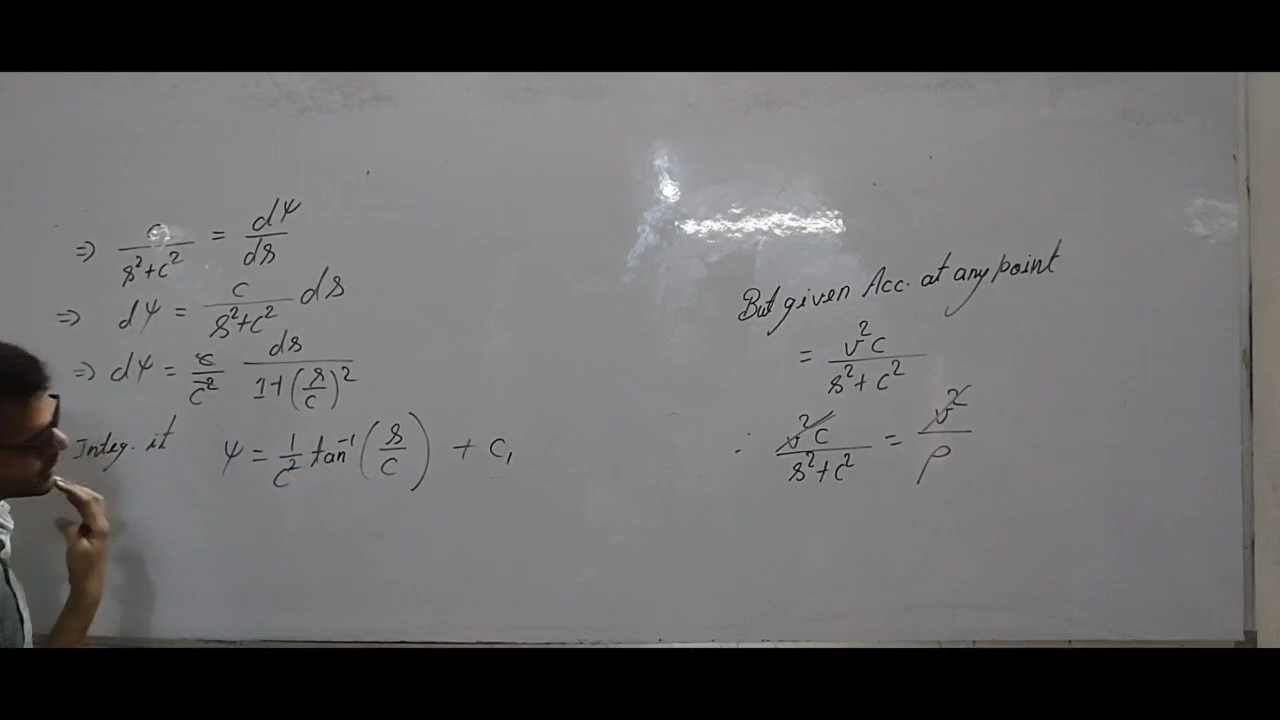 ⇒ c/(s²+c²) = dψ/ds
⇒ dψ = c/(s²+c²) ds
⇒ dψ = c/c² ds/(1+(s/c)²)
Integ. it ψ = 1/c² tan⁻¹(s/c) + C₁
But given Acc. at any point
= v²c/(s²+c²)
∴ v²c/(s²+c²) = v²/ρ